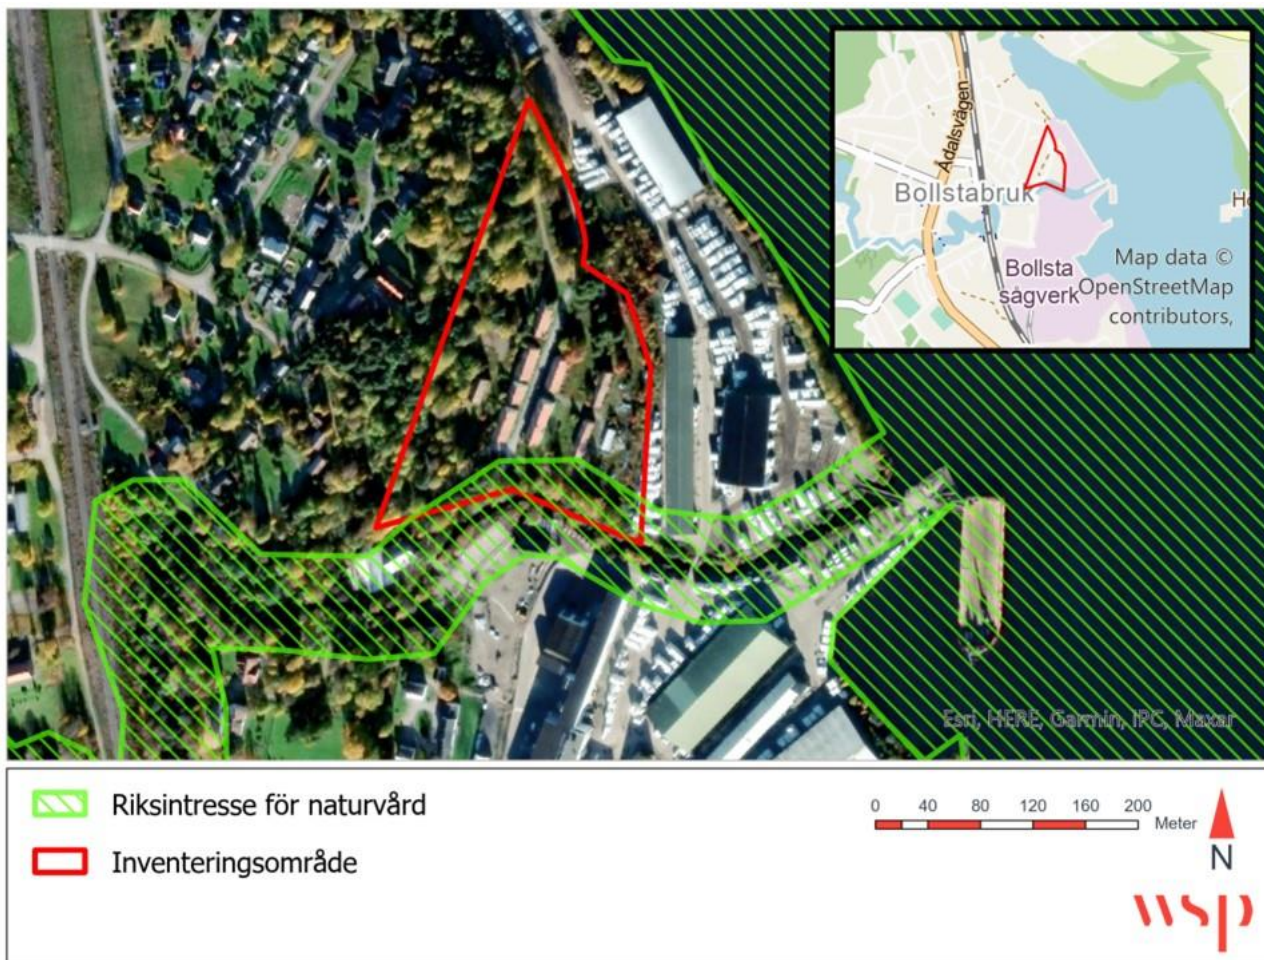 Ådalsvägen
Bollstabruk
Bollsta
sågverk
Map data ©
OpenStreetMap
contributors,
Esri, HERE, Garmin, IPC, Maxar
Riksintresse för naturvård
Inventeringsområde
0 40 80 120 160 200
Meter
N
wsp